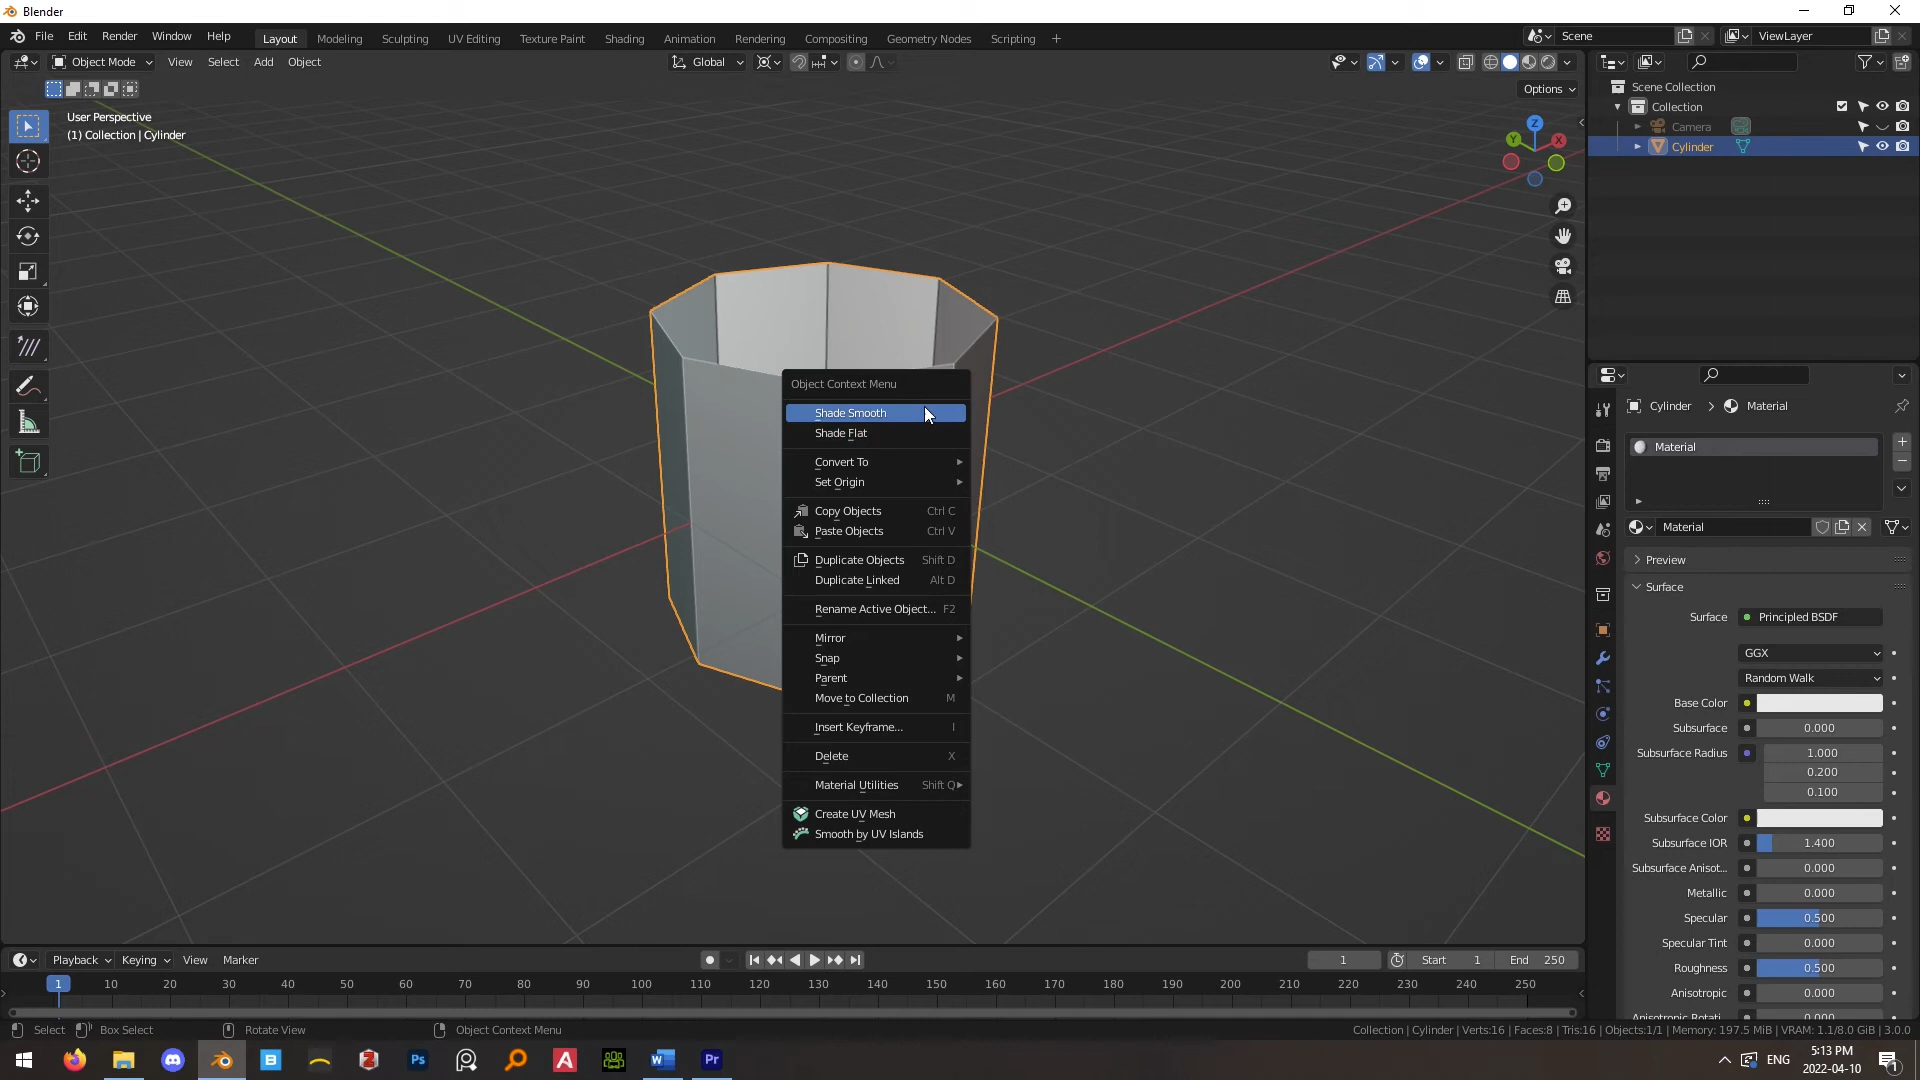 Blender
File Edit Render Window Help
Layout Modeling Sculpting UV Editing Texture Paint Shading Animation Rendering Compositing Geometry Nodes Scripting +
Scene
ViewLayer
Object Mode View Select Add Object
Global
Options
User Perspective
(1) Collection | Cylinder
Z
Y
X
Scene Collection
Collection
Camera
Cylinder
Object Context Menu
Shade Smooth
Shade Flat
Convert To
Set Origin
Copy Objects Ctrl C
Paste Objects Ctrl V
Duplicate Objects Shift D
Duplicate Linked Alt D
Rename Active Object... F2
Mirror
Snap
Parent
Move to Collection M
Insert Keyframe... I
Delete X
Material Utilities Shift Q
Create UV Mesh
Smooth by UV Islands
Cylinder > Material
Material
Material
Preview
Surface
Surface Principled BSDF
GGX
Random Walk
Base Color
Subsurface 0.000
Subsurface Radius 1.000
0.200
0.100
Subsurface Color
Subsurface IOR 1.400
Subsurface Anisot... 0.000
Metallic 0.000
Specular 0.500
Specular Tint 0.000
Roughness 0.500
Anisotropic 0.000
Anisotropic Rotati... 0.000
Playback Keying View Marker
1 Start 1 End 250
1 10 20 30 40 50 60 70 80 90 100 110 120 130 140 150 160 170 180 190 200 210 220 230 240 250
Select Box Select Rotate View Object Context Menu
Collection | Cylinder | Verts:16 | Faces:8 | Tris:16 | Objects:1/1 | Memory: 197.5 MiB | VRAM: 1.1/8.0 GiB | 3.0.0
B
Z
Ps
A
W
Pr
ENG
5:13 PM
2022-04-10
1